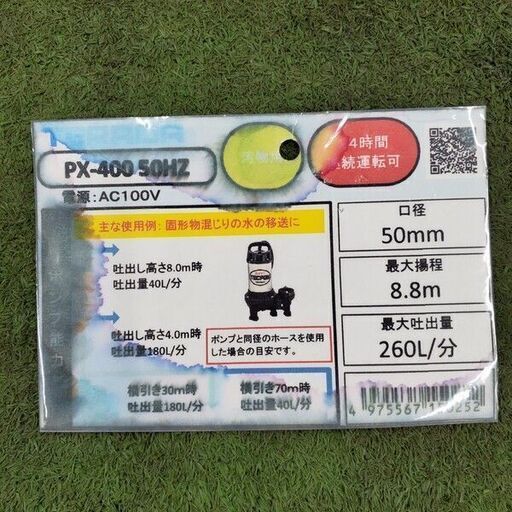 PX-400 50HZ
電源：AC100V
4時間
続運転可
主な使用例：固形物混じりの水の移送に
吐出し高さ8.0m時
吐出量40L/分
吐出し高さ4.0m時
吐出量180L/分
ポンプと同径のホースを使用
した場合の目安です。
横引き30m時
吐出量180L/分
横引き70m時
吐出量40L/分
口径
50mm
最大揚程
8.8m
最大吐出量
260L/分
4 975567